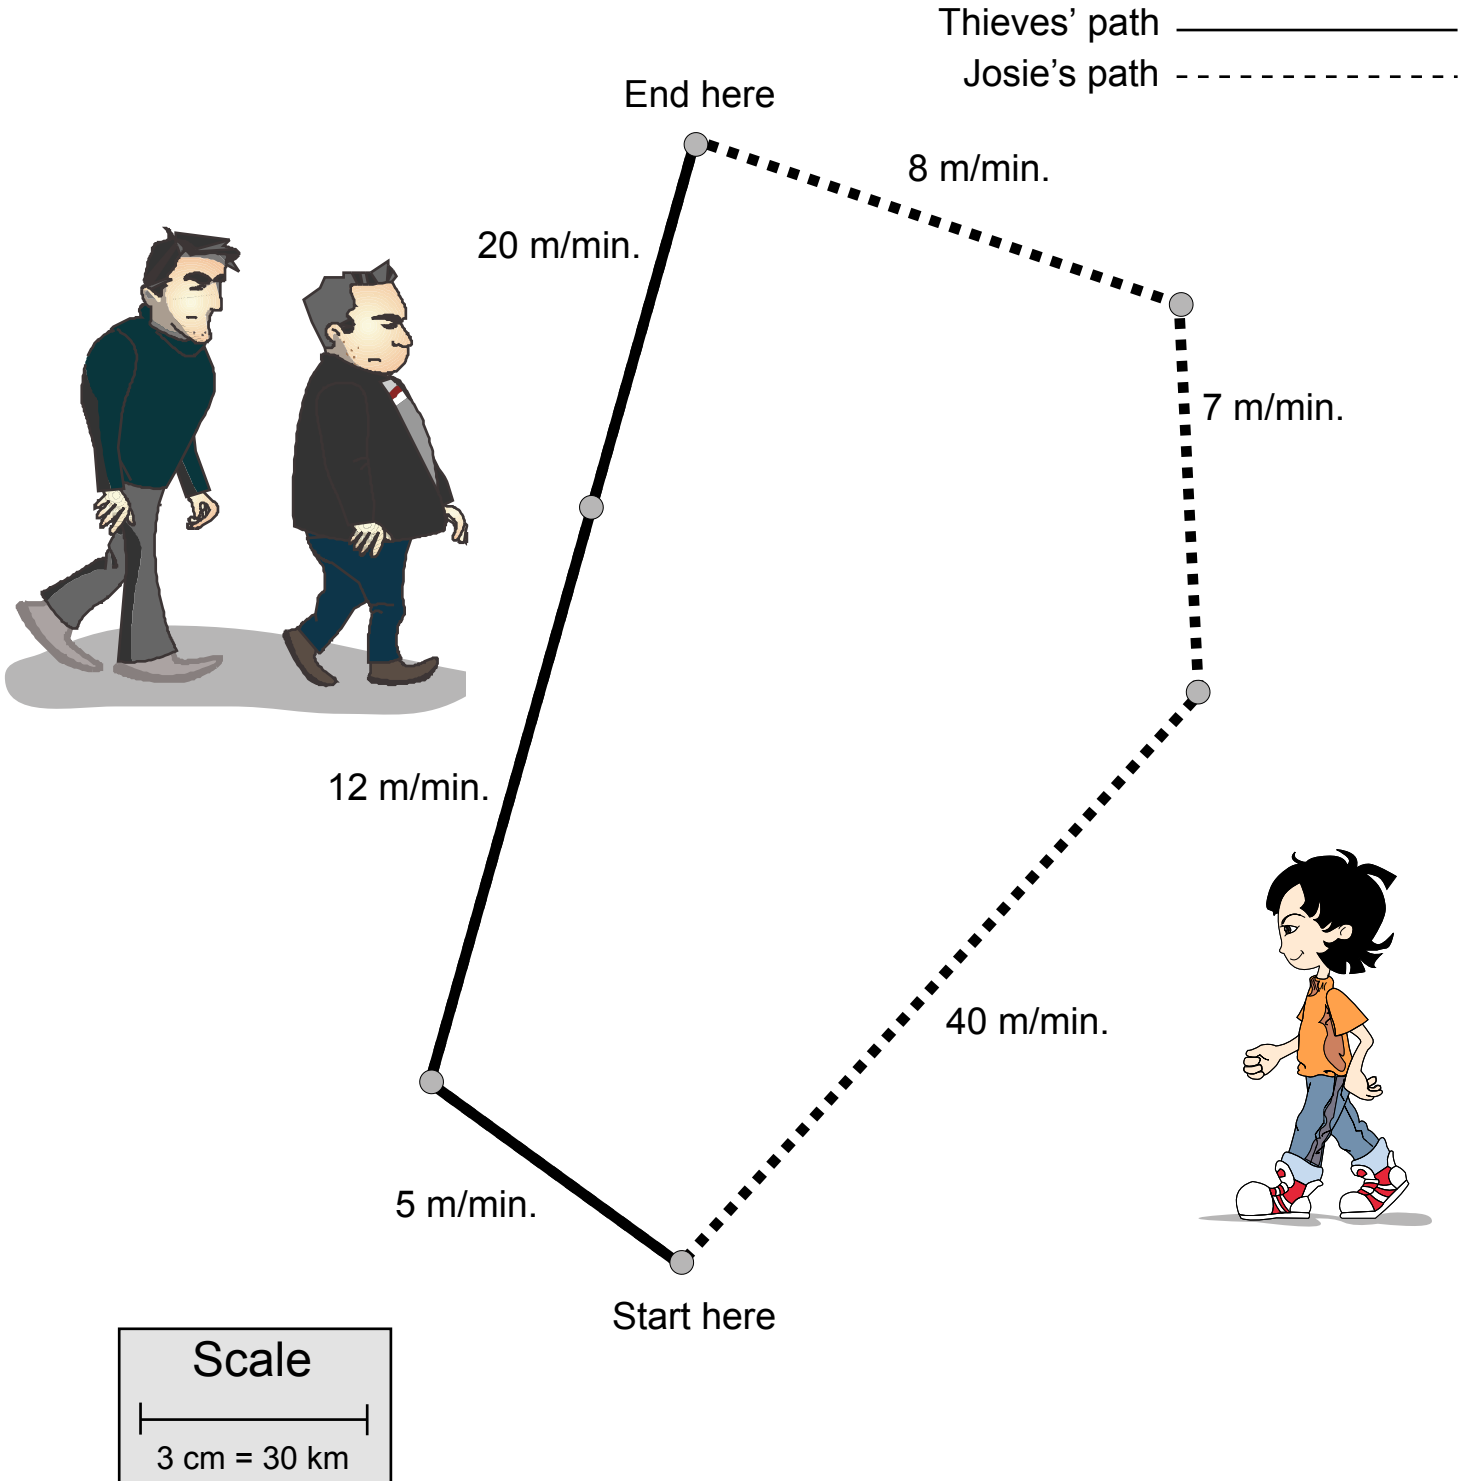 Thieves’ path
Josie’s path
End here
8 m/min.
20 m/min.
7 m/min.
12 m/min.
40 m/min.
5 m/min.
Start here
Scale
3 cm = 30 km